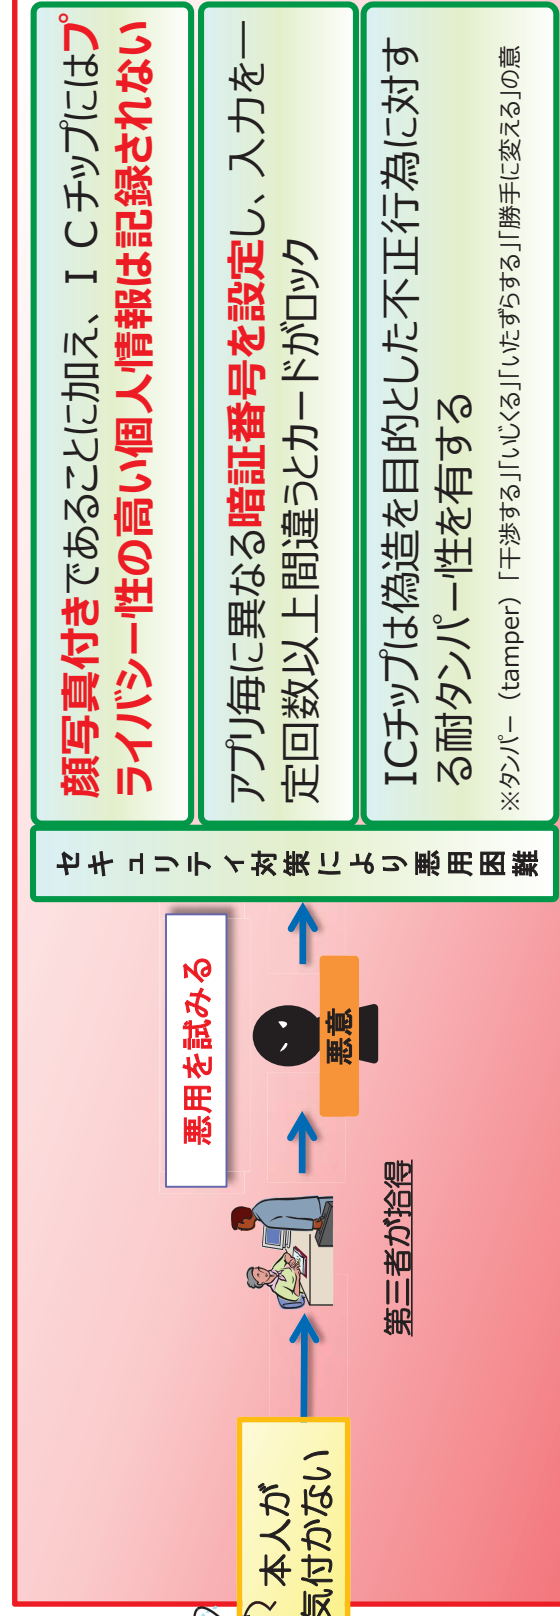 本人が
気付かない
第三者が拾得
悪用を試みる
悪意
セキュリティ対策により悪用困難
顔写真付きであることに加え、ＩＣチップにはプ
ライバシー性の高い個人情報は記録されない
アプリ毎に異なる暗証番号を設定し、入力を一
定回数以上間違うとカードがロック
ICチップは偽造を目的とした不正行為に対す
る耐タンパー性を有する
※タンパー（tamper）「干渉する」「いじくる」「いたずらする」「勝手に変える」の意